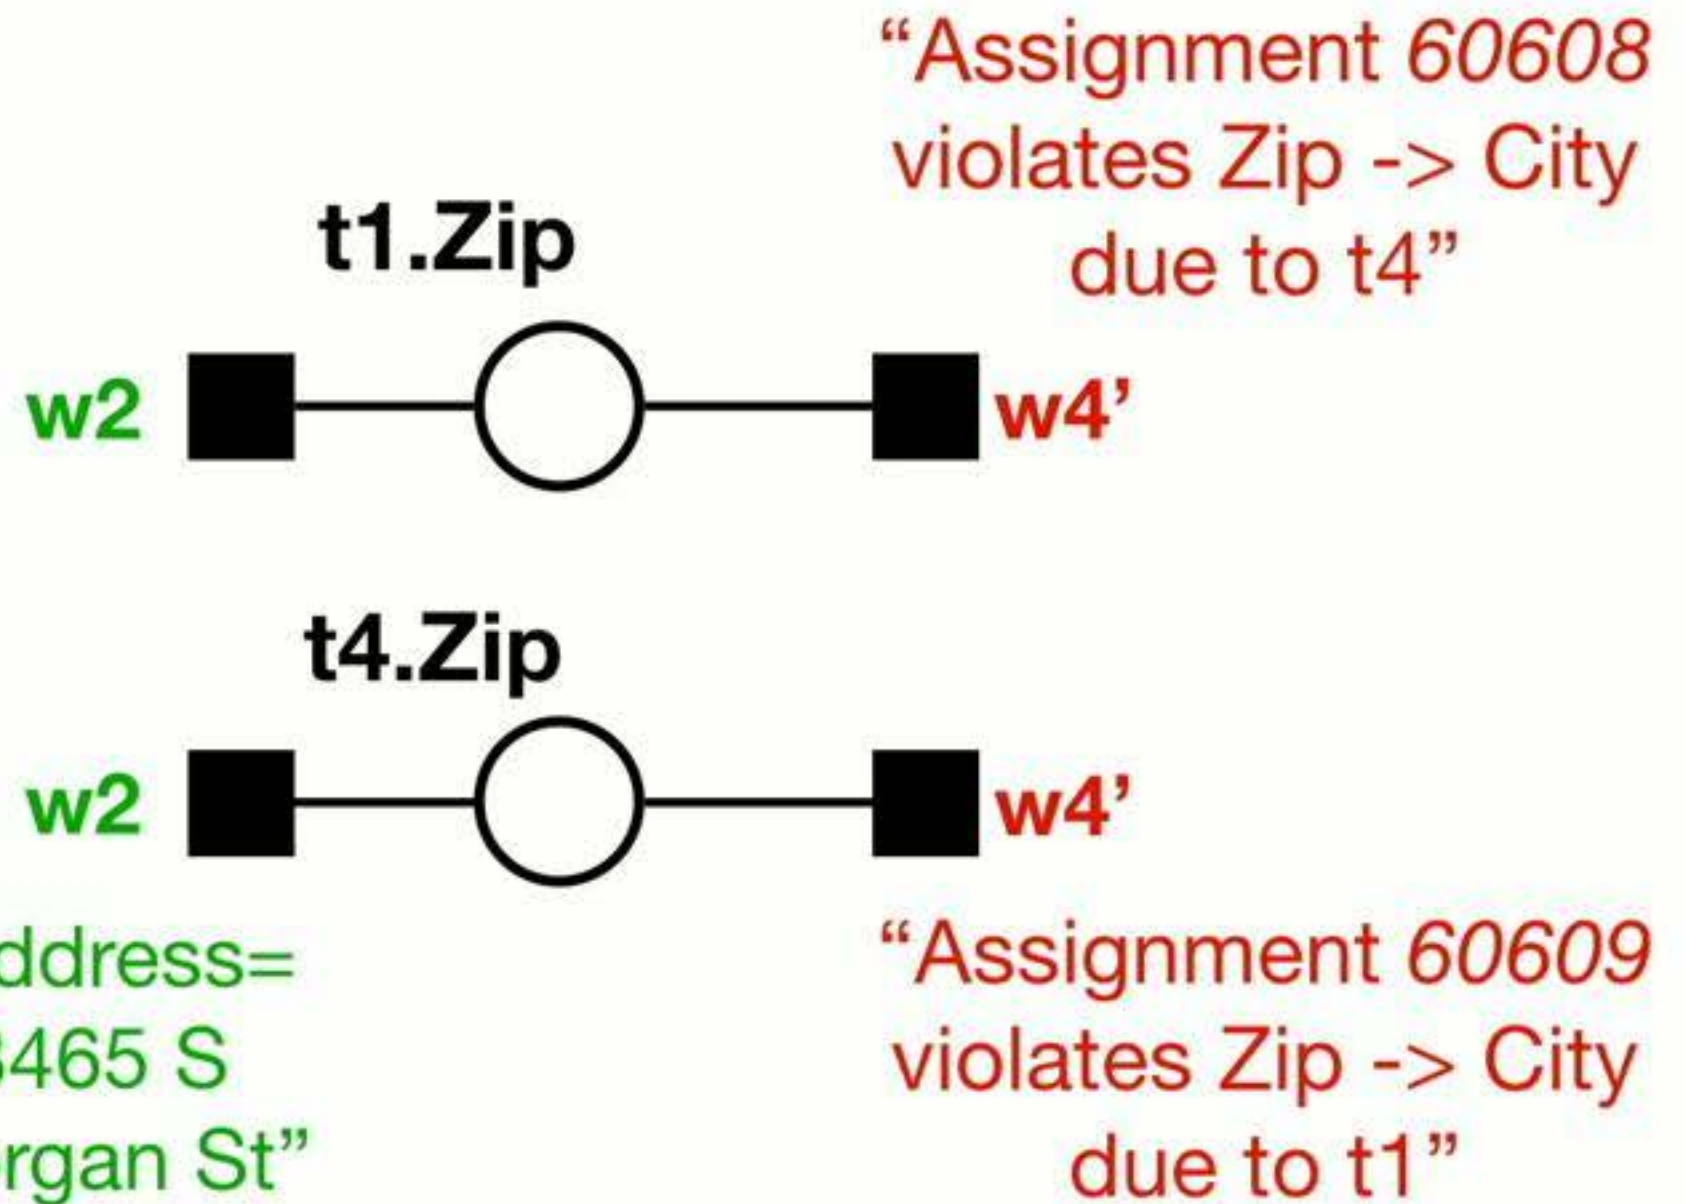 “Assignment 60608
violates Zip -> City
due to t4”
t1.Zip
w2
w4’
t4.Zip
w2
w4’
“Assignment 60609
violates Zip -> City
due to t1”
ddress=
465 S
rgan St”